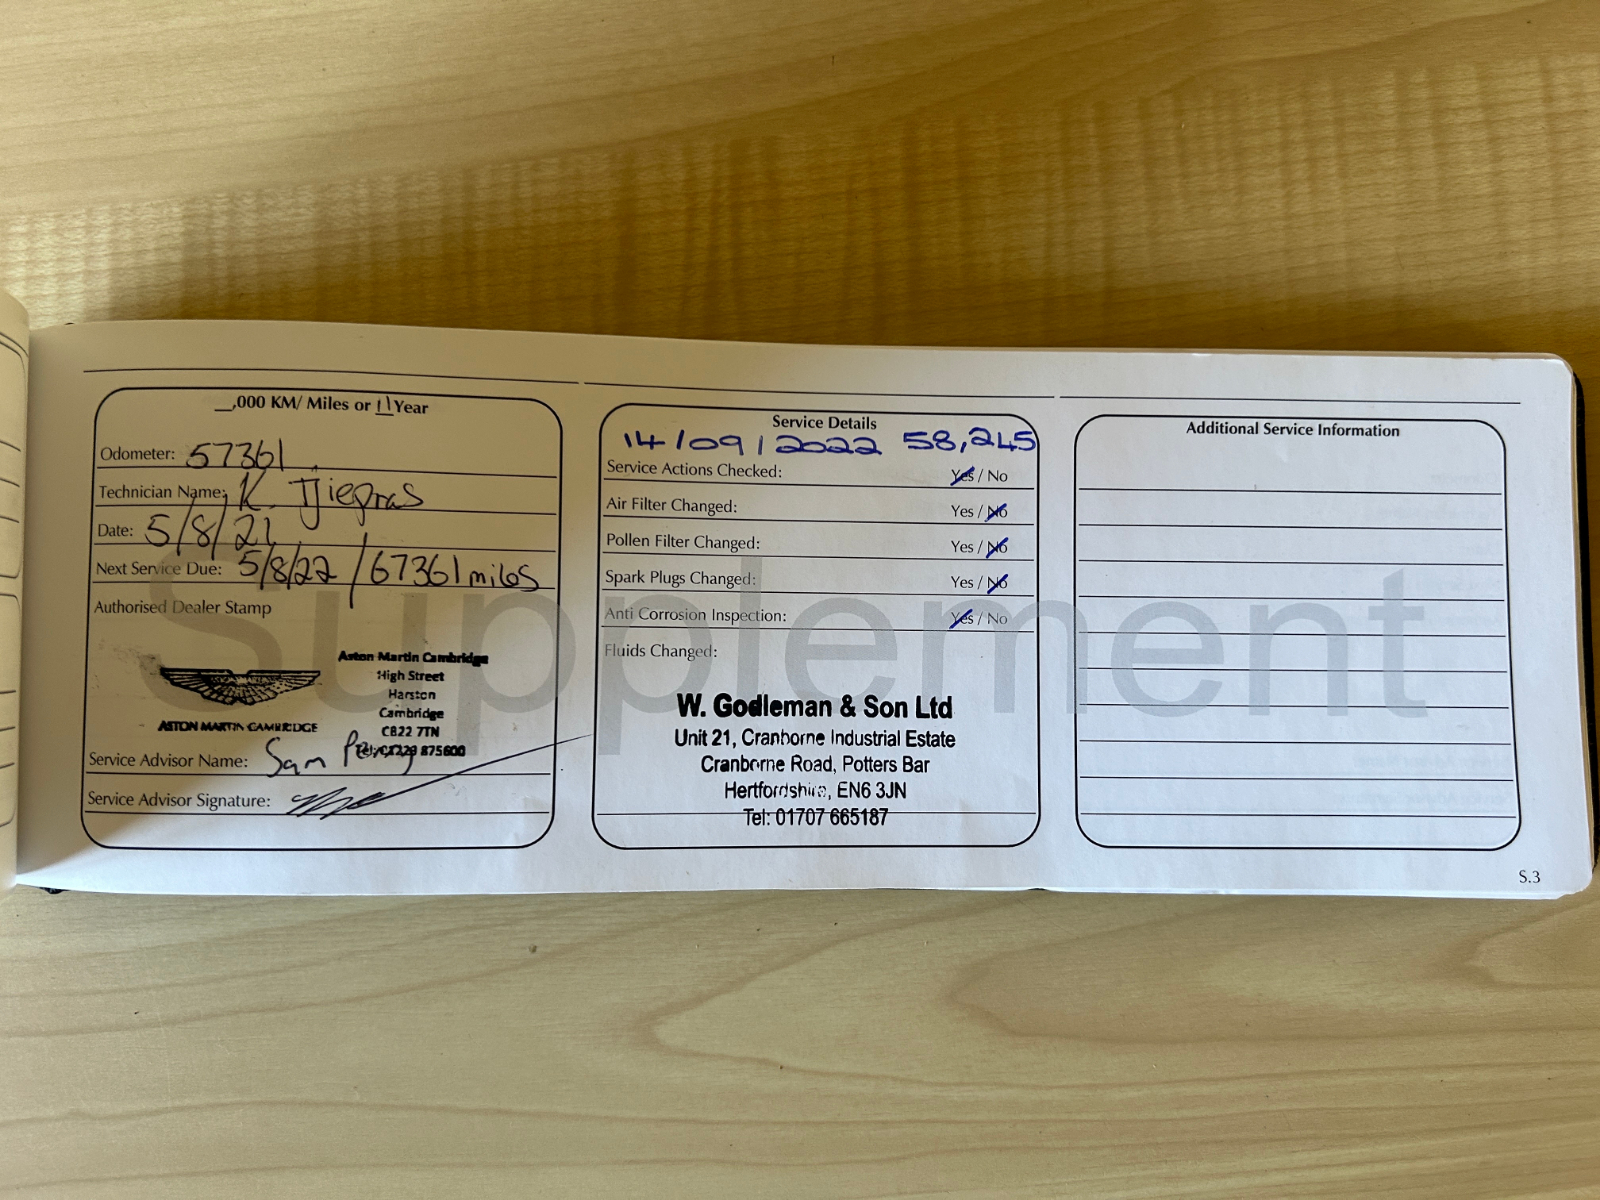 __,000 KM/ Miles or 11 Year
Odometer: 57361
Technician Name: K.
Date: 5/8/21
Next Service Due: 5/8/22 / 67361 miles
Authorised Dealer Stamp
Aston Martin Cambridge
High Street
Harston
Cambridge
CB22 7TN
Tel: 01223 875600
ASTON MARTIN CAMBRIDGE
Service Advisor Name: Sam
Service Advisor Signature:
Service Details
14/09/2022 58,245
Service Actions Checked: Yes / No
Air Filter Changed: Yes / No
Pollen Filter Changed: Yes / No
Spark Plugs Changed: Yes / No
Anti Corrosion Inspection: Yes / No
Fluids Changed:
W. Godleman & Son Ltd
Unit 21, Cranborne Industrial Estate
Cranborne Road, Potters Bar
Hertfordshire, EN6 3JN
Tel: 01707 665187
Additional Service Information
Supplement
S.3